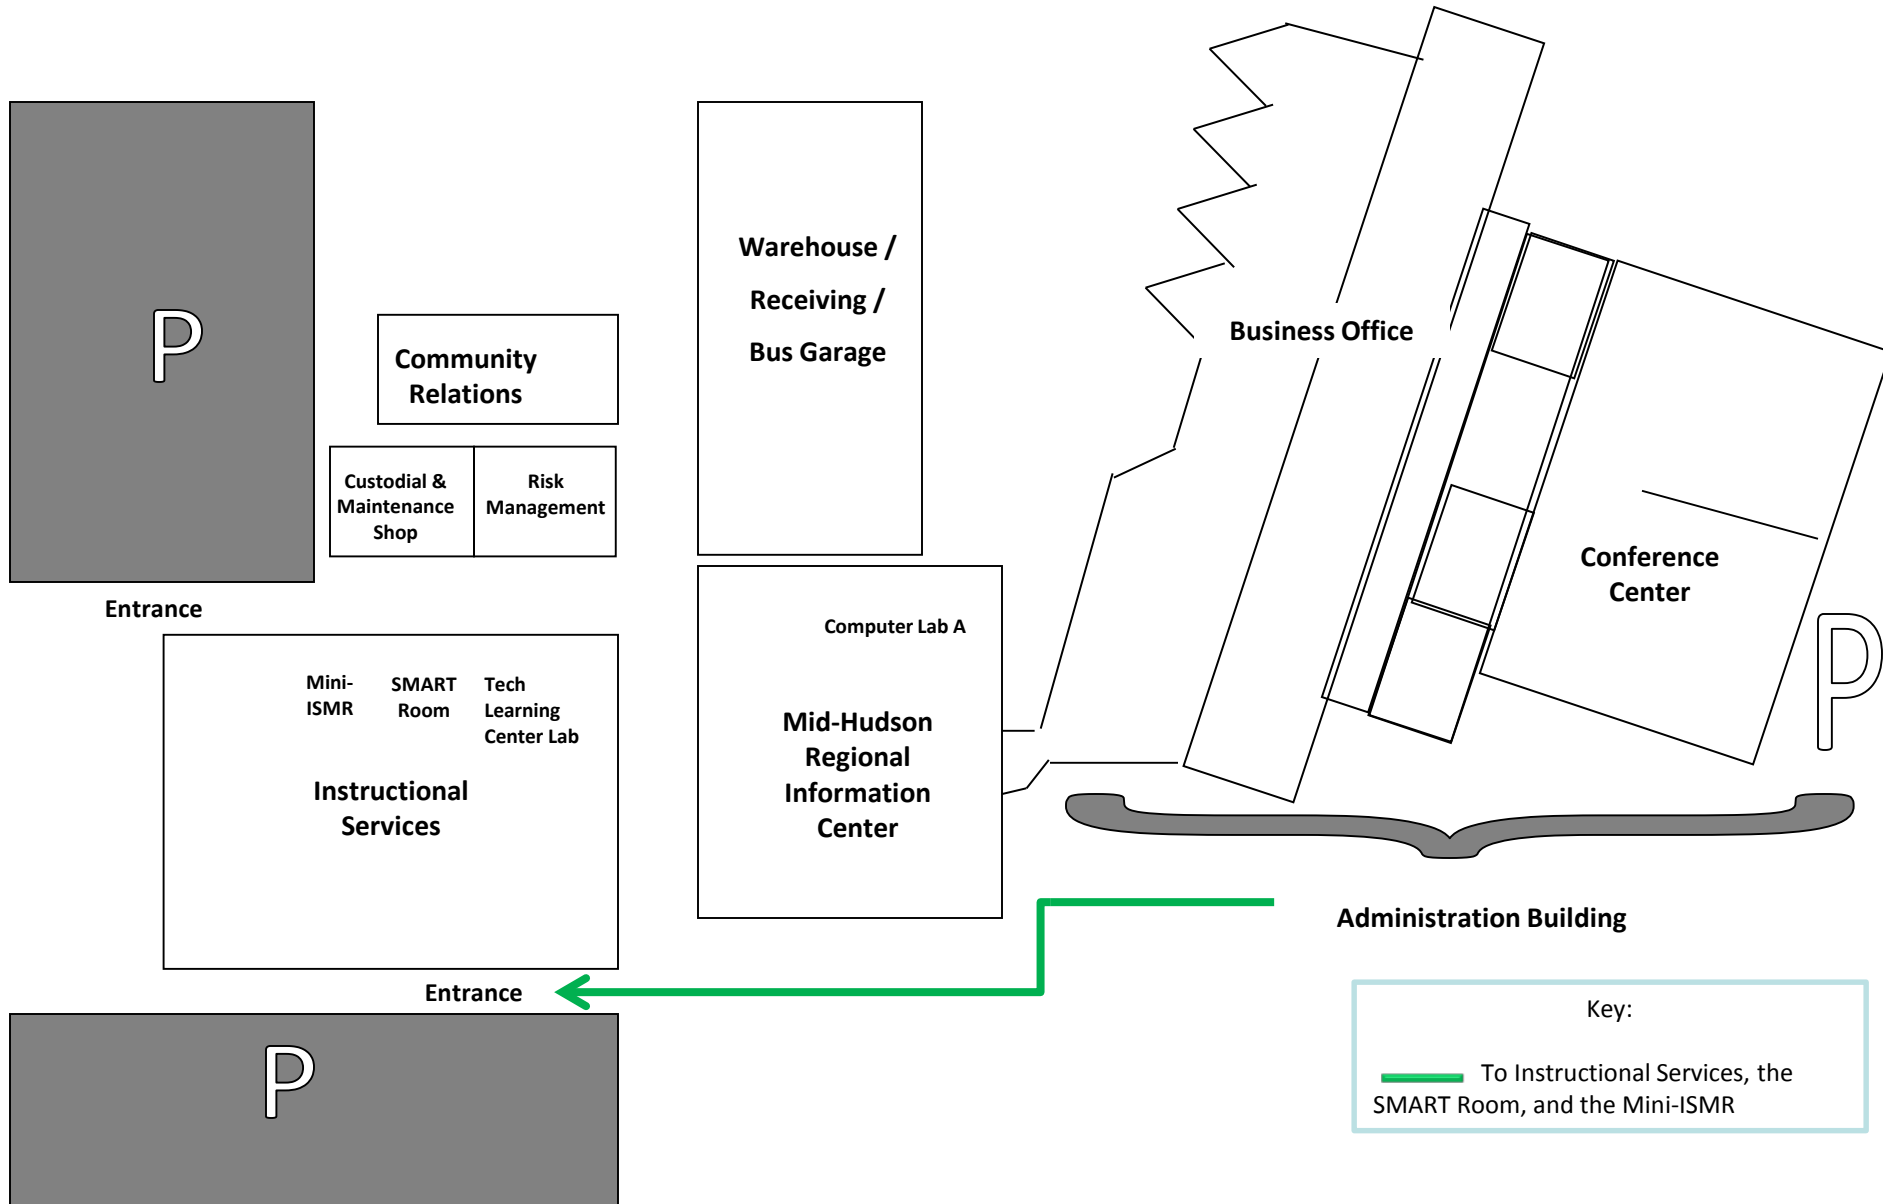 P
Community
Relations
Custodial &
Maintenance
Shop
Risk
Management
Entrance
Warehouse /
Receiving /
Bus Garage
Business Office
Conference
Center
P
Mini-
ISMR
SMART
Room
Tech
Learning
Center Lab
Instructional
Services
Computer Lab A
Mid-Hudson
Regional
Information
Center
Administration Building
Entrance
P
Key:
To Instructional Services, the
SMART Room, and the Mini-ISMR